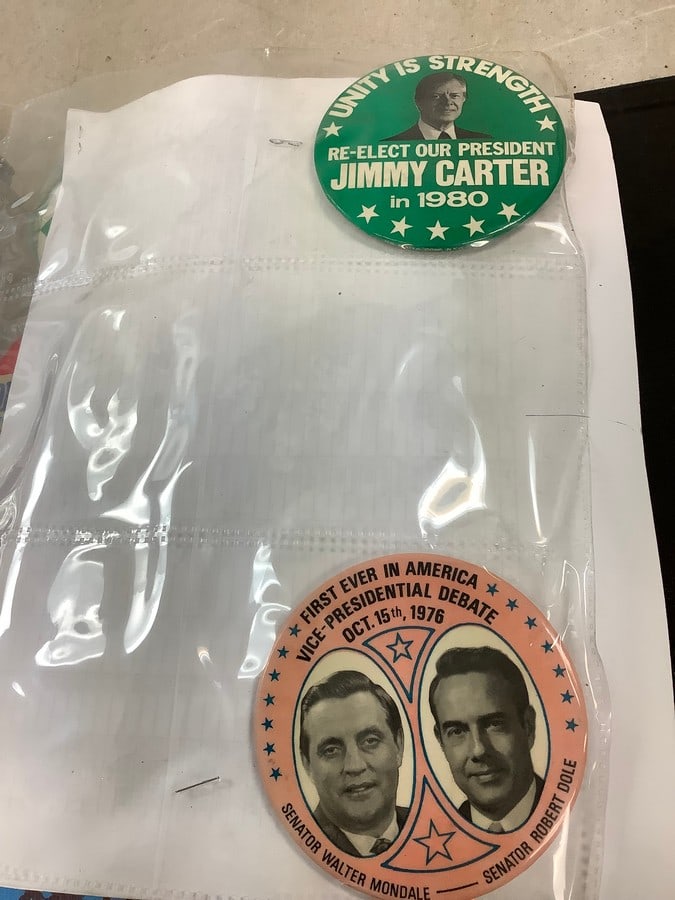 UNITY IS STRENGTH
RE-ELECT OUR PRESIDENT
JIMMY CARTER
in 1980
FIRST EVER IN AMERICA
VICE-PRESIDENTIAL DEBATE
OCT. 15th, 1976
SENATOR WALTER MONDALE — SENATOR ROBERT DOLE